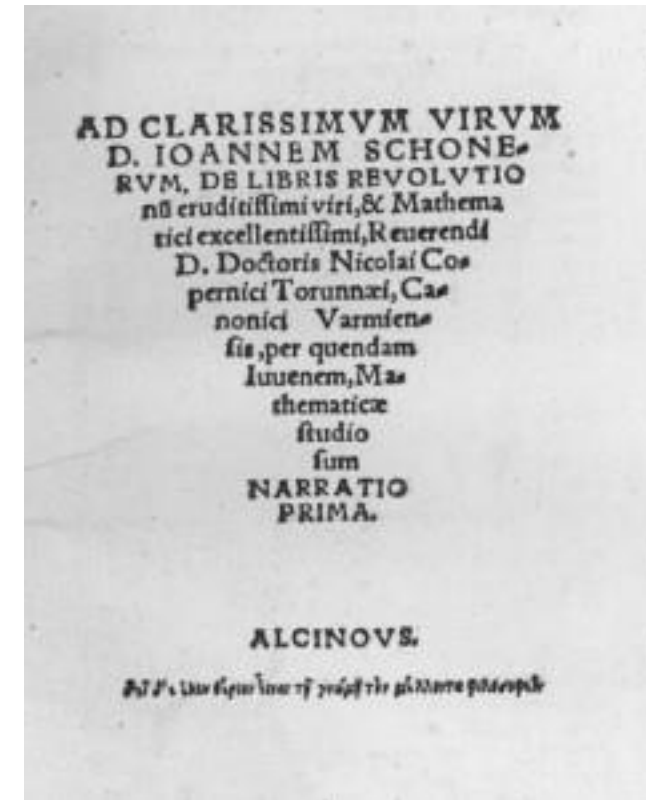 AD CLARISSIMVM VIRVM
D. IOANNEM SCHONE-
RVM, DE LIBRIS REVOLVTIO
nū eruditissimi viri, & Mathema
tici excellentissimi, Reuerendi
D. Doctoris Nicolai Co-
pernici Torunnæi, Ca-
nonici Varmien-
sis, per quendam
Iuuenem, Ma-
thematicæ
studio
sum
NARRATIO
PRIMA.
ALCINOVS.